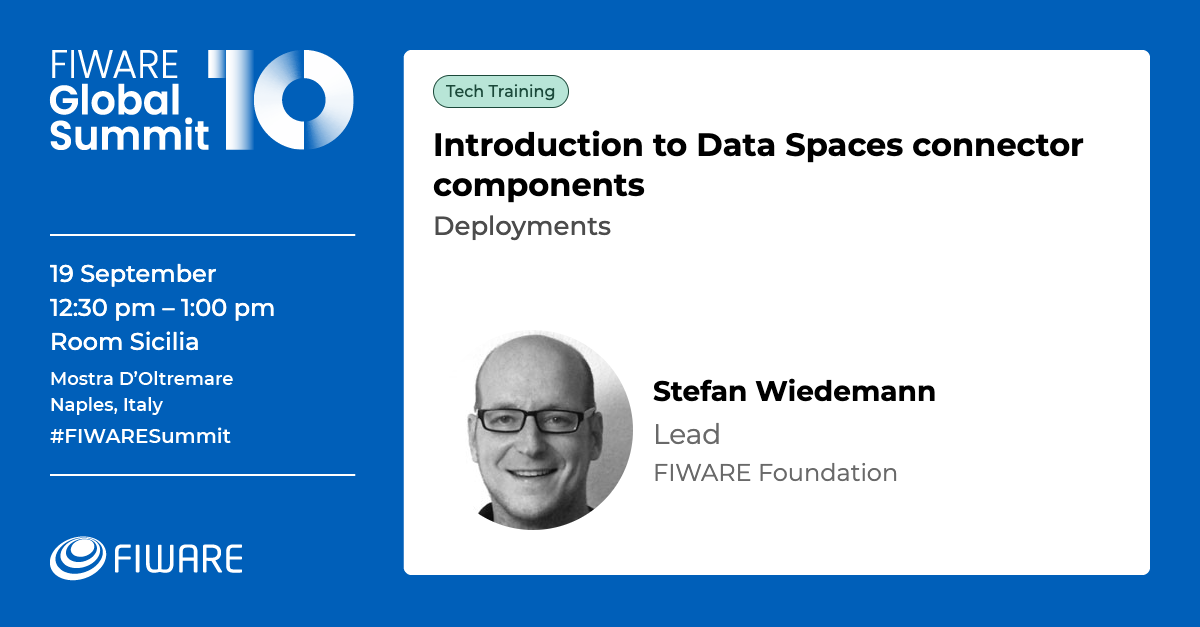 FIWARE
Global
Summit
10
19 September
12:30 pm – 1:00 pm
Room Sicilia
Mostra D’Oltremare
Naples, Italy
#FIWARESummit
FIWARE
Tech Training
Introduction to Data Spaces connector
components
Deployments
Stefan Wiedemann
Lead
FIWARE Foundation